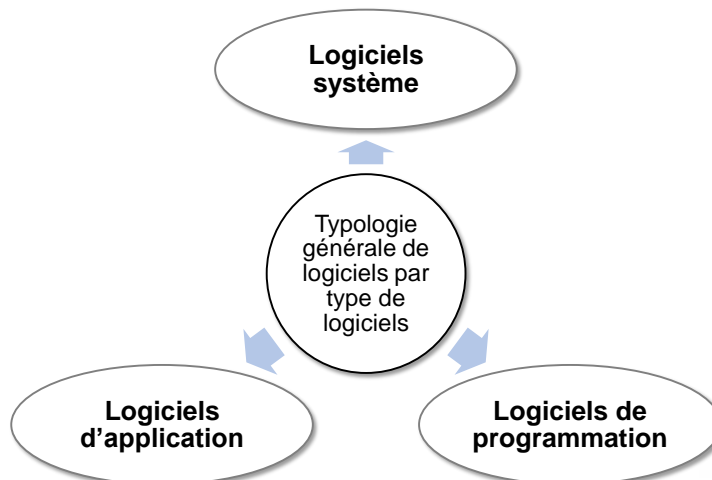 Logiciels
système
Typologie
générale de
logiciels par
type de
logiciels
Logiciels
d’application
Logiciels de
programmation